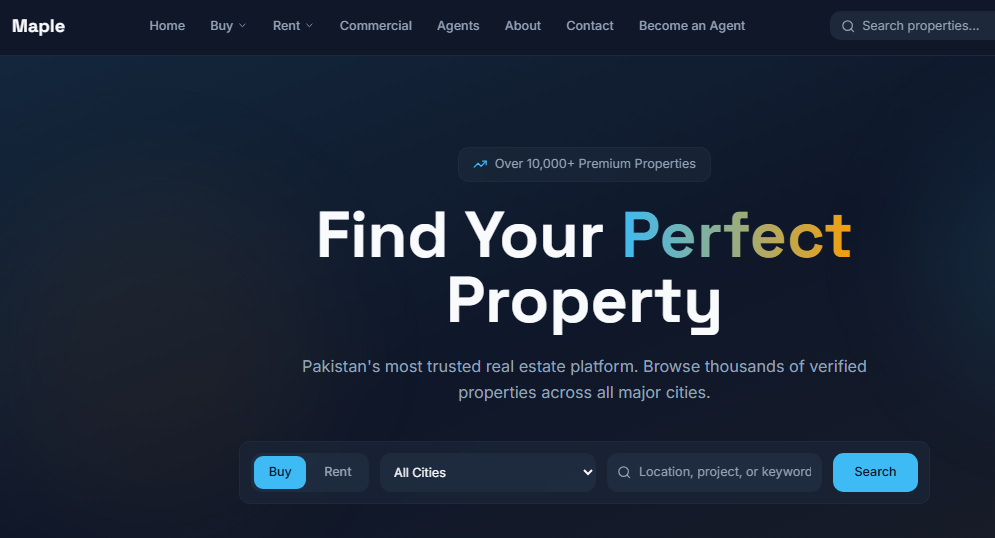 Maple
Home Buy Rent Commercial Agents About Contact Become an Agent
Search properties...
Over 10,000+ Premium Properties
Find Your Perfect
Property
Pakistan's most trusted real estate platform. Browse thousands of verified
properties across all major cities.
Buy Rent All Cities Location, project, or keyword Search